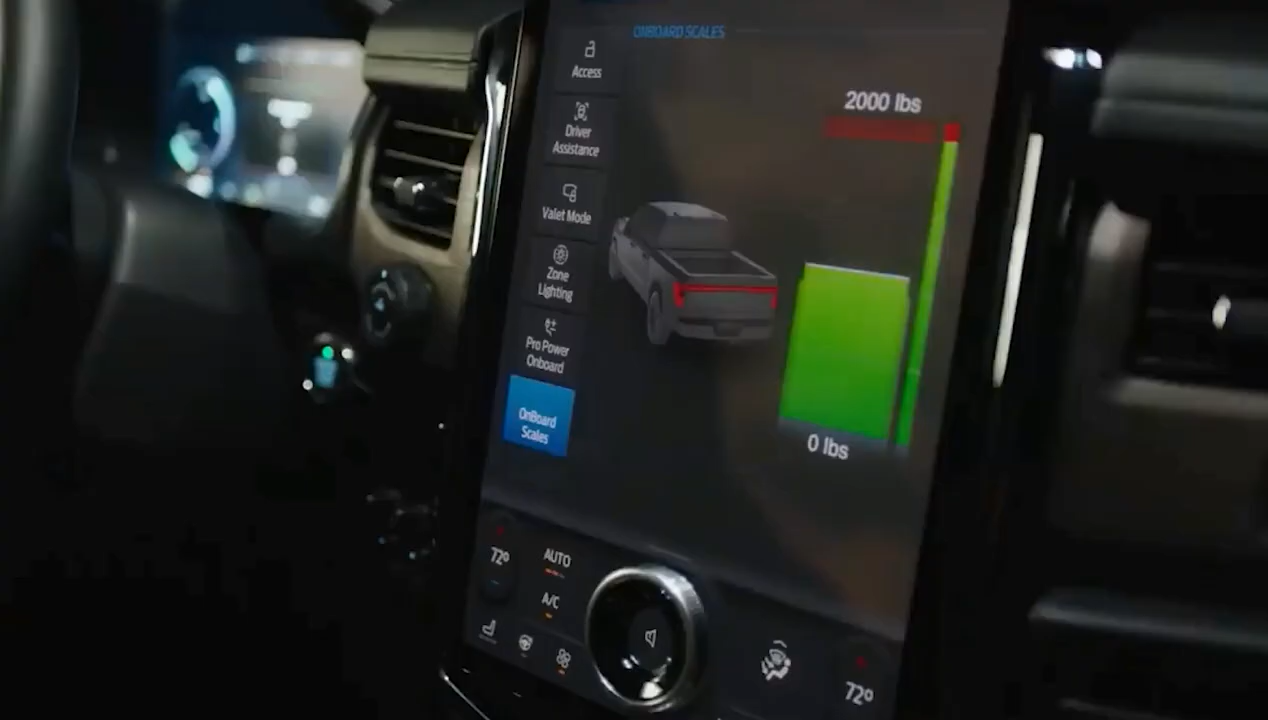 ONBOARD SCALES
Access
Driver
Assistance
Valet Mode
Zone
Lighting
Pro Power
Onboard
OnBoard
Scales
2000 lbs
0 lbs
72°
AUTO
A/C
72°